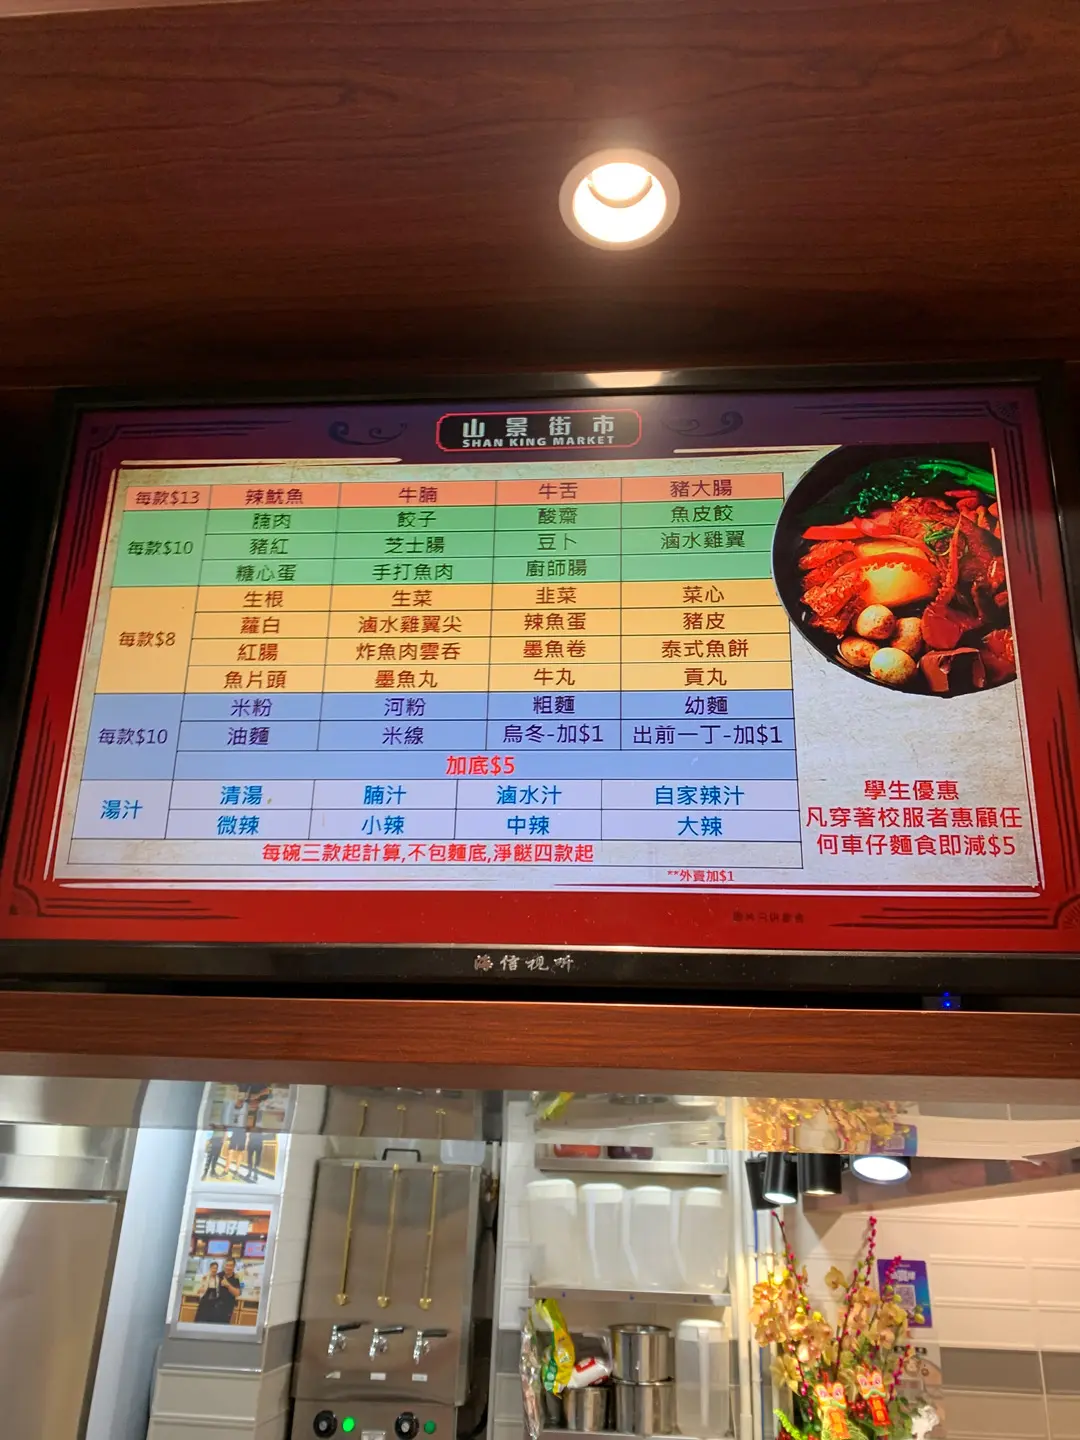 山景街市
SHAN KING MARKET
每款$13 辣魷魚 牛腩 牛舌 豬大腸
每款$10 腩肉 餃子 酸齋 魚皮餃
豬紅 芝士腸 豆卜 滷水雞翼
糖心蛋 手打魚肉 廚師腸
每款$8 生根 生菜 韭菜 菜心
蘿白 滷水雞翼尖 辣魚蛋 豬皮
紅腸 炸魚肉雲吞 墨魚卷 泰式魚餅
魚片頭 墨魚丸 牛丸 貢丸
每款$10 米粉 河粉 粗麵 幼麵
油麵 米線 烏冬-加$1 出前一丁-加$1
加底$5
湯汁 清湯 腩汁 滷水汁 自家辣汁
微辣 小辣 中辣 大辣
每碗三款起計算,不包麵底,淨餸四款起
**外賣加$1
學生優惠
凡穿著校服者惠顧任
何車仔麵食即減$5
海信视听